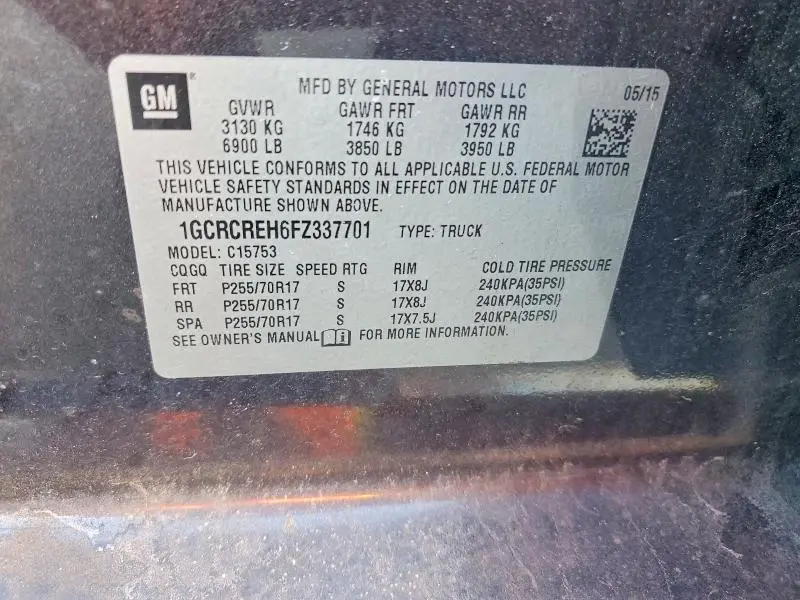 GM
MFD BY GENERAL MOTORS LLC 05/15
GVWR GAWR FRT GAWR RR
3130 KG 1746 KG 1792 KG
6900 LB 3850 LB 3950 LB
THIS VEHICLE CONFORMS TO ALL APPLICABLE U.S. FEDERAL MOTOR
VEHICLE SAFETY STANDARDS IN EFFECT ON THE DATE OF
MANUFACTURE SHOWN ABOVE.
1GCRCREH6FZ337701 TYPE: TRUCK
MODEL: C15753
CQGQ TIRE SIZE SPEED RTG RIM COLD TIRE PRESSURE
FRT P255/70R17 S 17X8J 240KPA(35PSI)
RR P255/70R17 S 17X8J 240KPA(35PSI)
SPA P255/70R17 S 17X7.5J 240KPA(35PSI)
SEE OWNER'S MANUAL i FOR MORE INFORMATION.